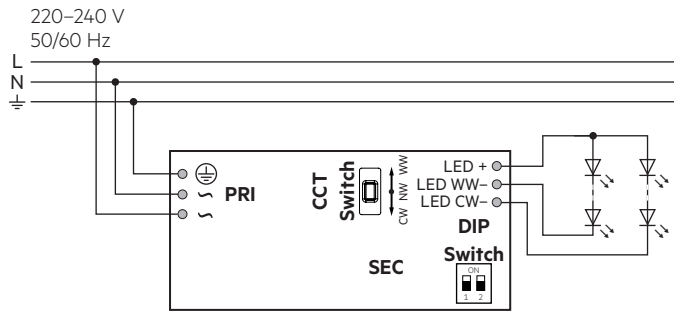 220–240 V
50/60 Hz
L
N
PRI
∼
∼
CCT
Switch
WW
NW
CW
LED +
LED WW–
LED CW–
DIP
Switch
ON
1 2
SEC